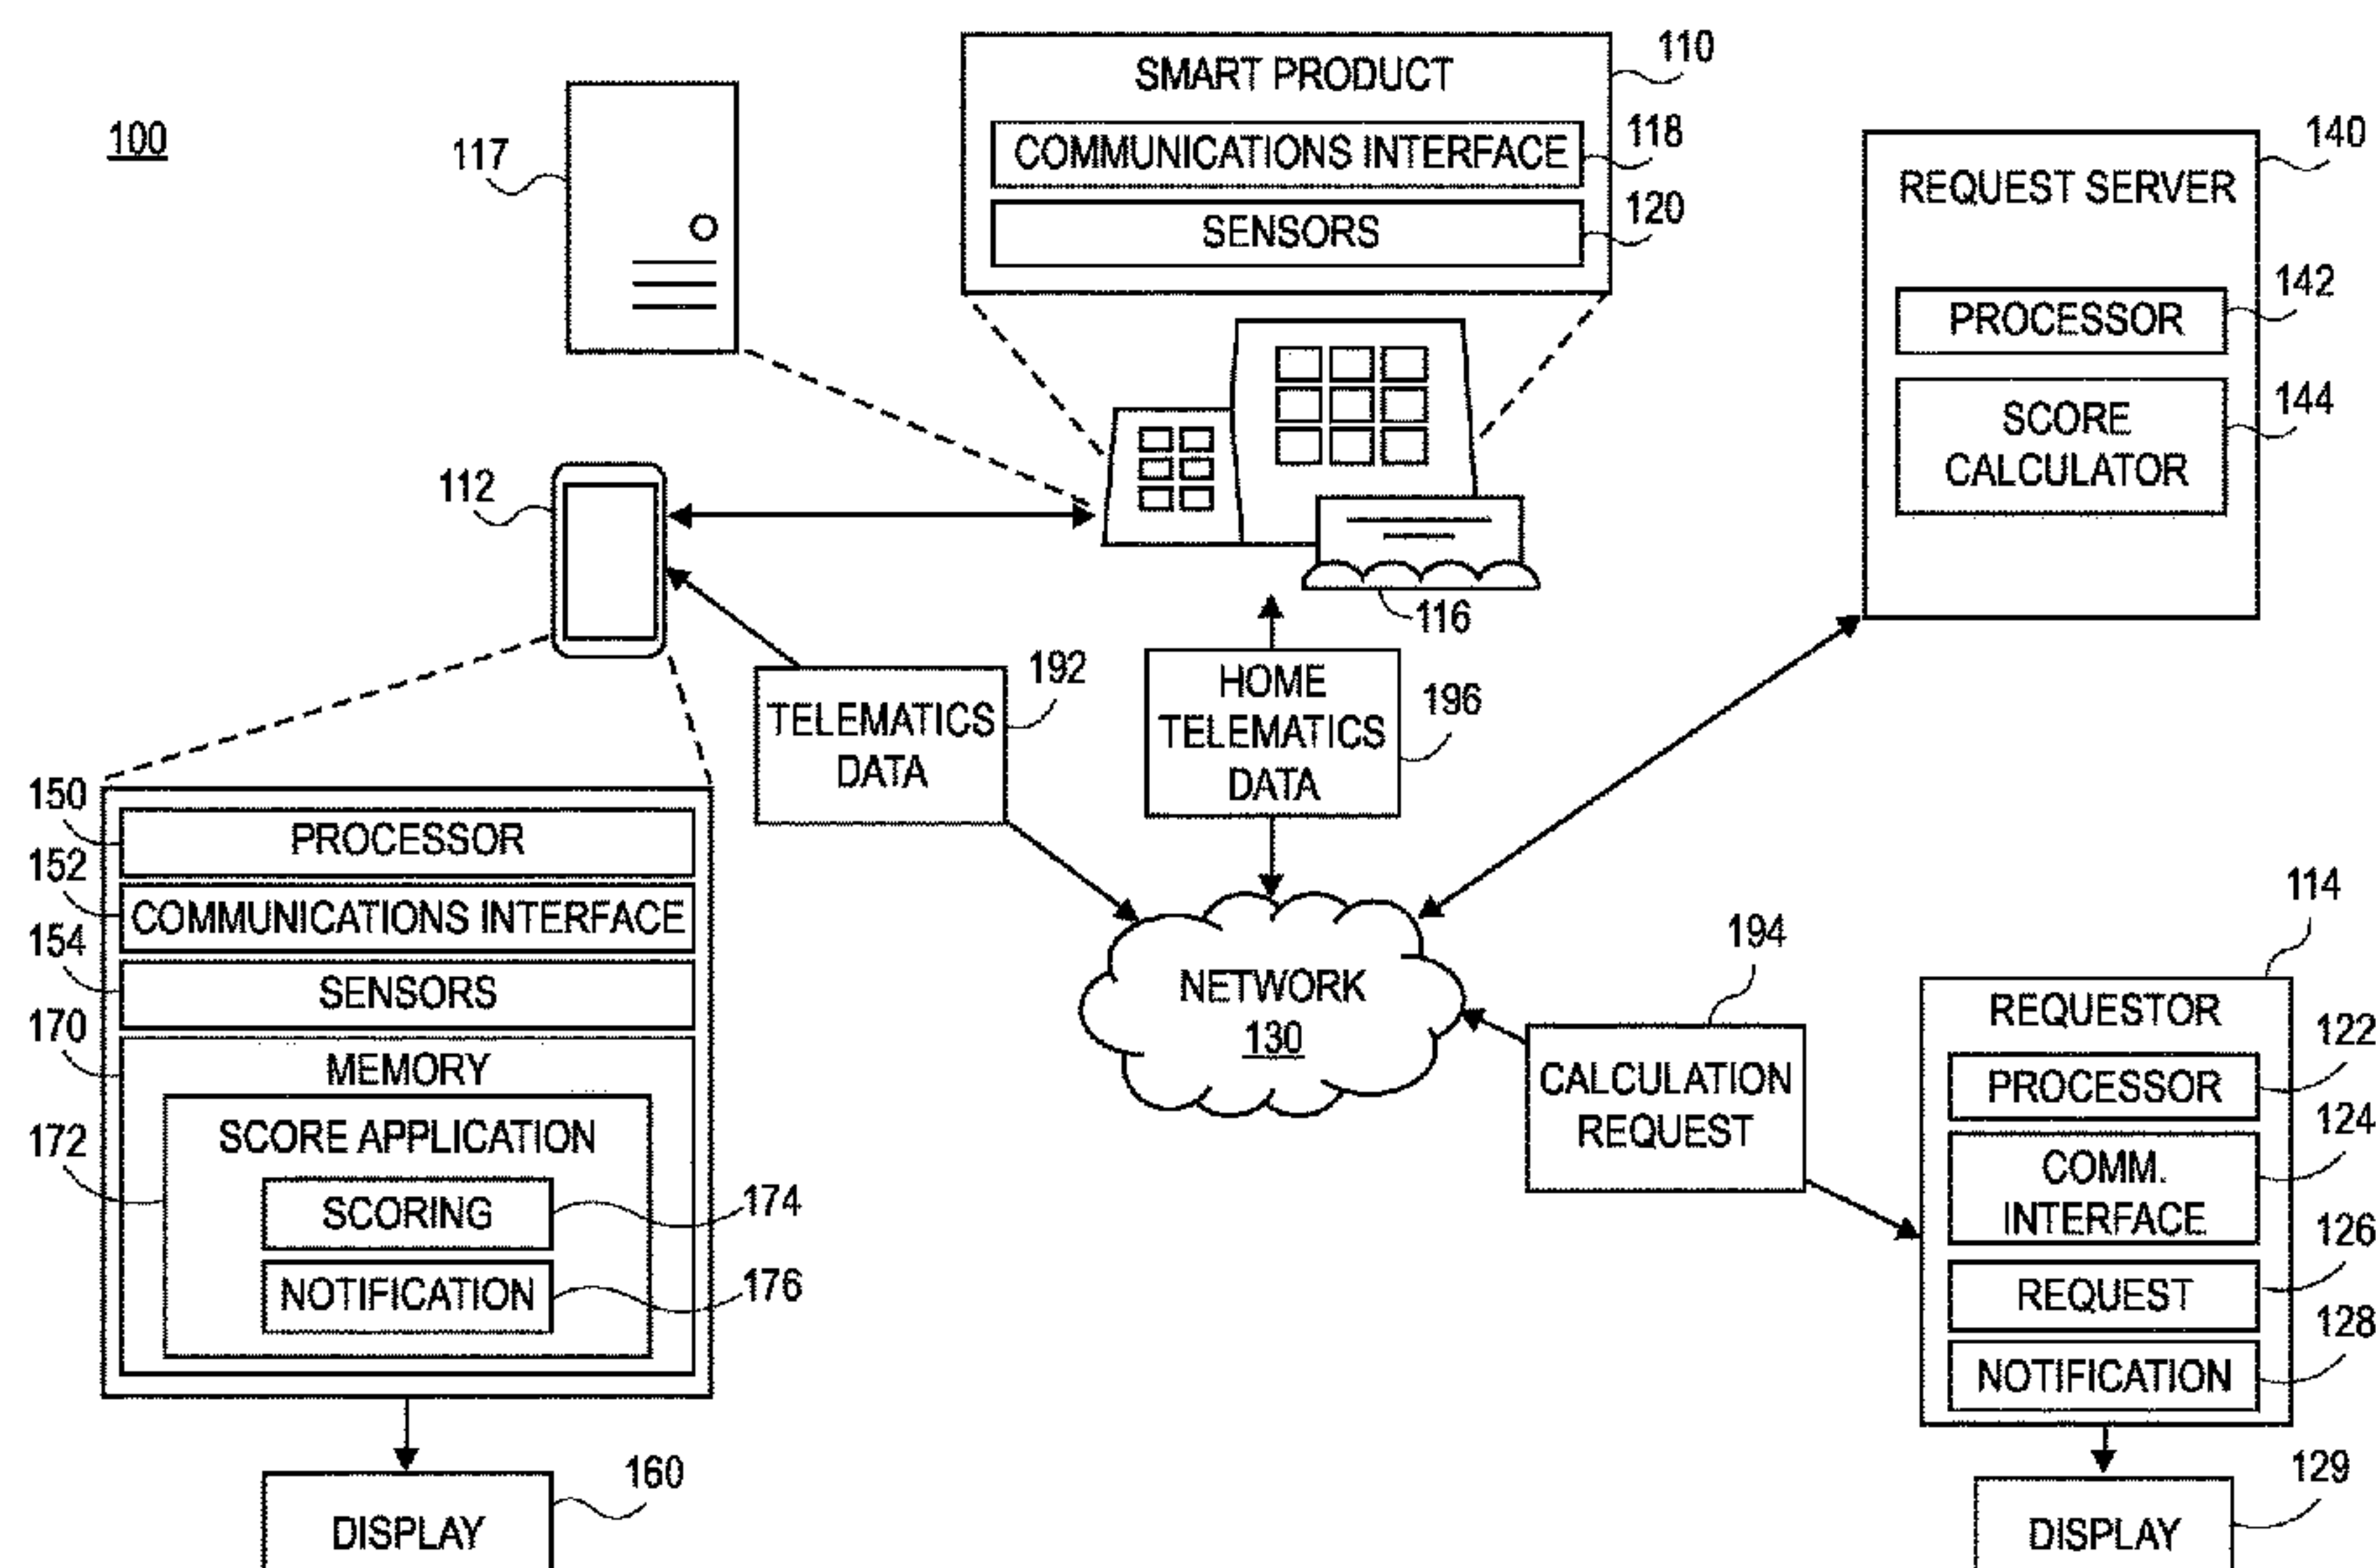 100
117
SMART PRODUCT
110
COMMUNICATIONS INTERFACE
118
SENSORS
120
REQUEST SERVER
140
PROCESSOR
142
SCORE
CALCULATOR
144
112
116
TELEMATICS
DATA
192
HOME
TELEMATICS
DATA
196
150
PROCESSOR
152
COMMUNICATIONS INTERFACE
154
SENSORS
170
MEMORY
172
SCORE APPLICATION
SCORING
174
NOTIFICATION
176
DISPLAY
160
NETWORK
130
194
CALCULATION
REQUEST
114
REQUESTOR
PROCESSOR
122
COMM.
INTERFACE
124
REQUEST
126
NOTIFICATION
128
DISPLAY
129